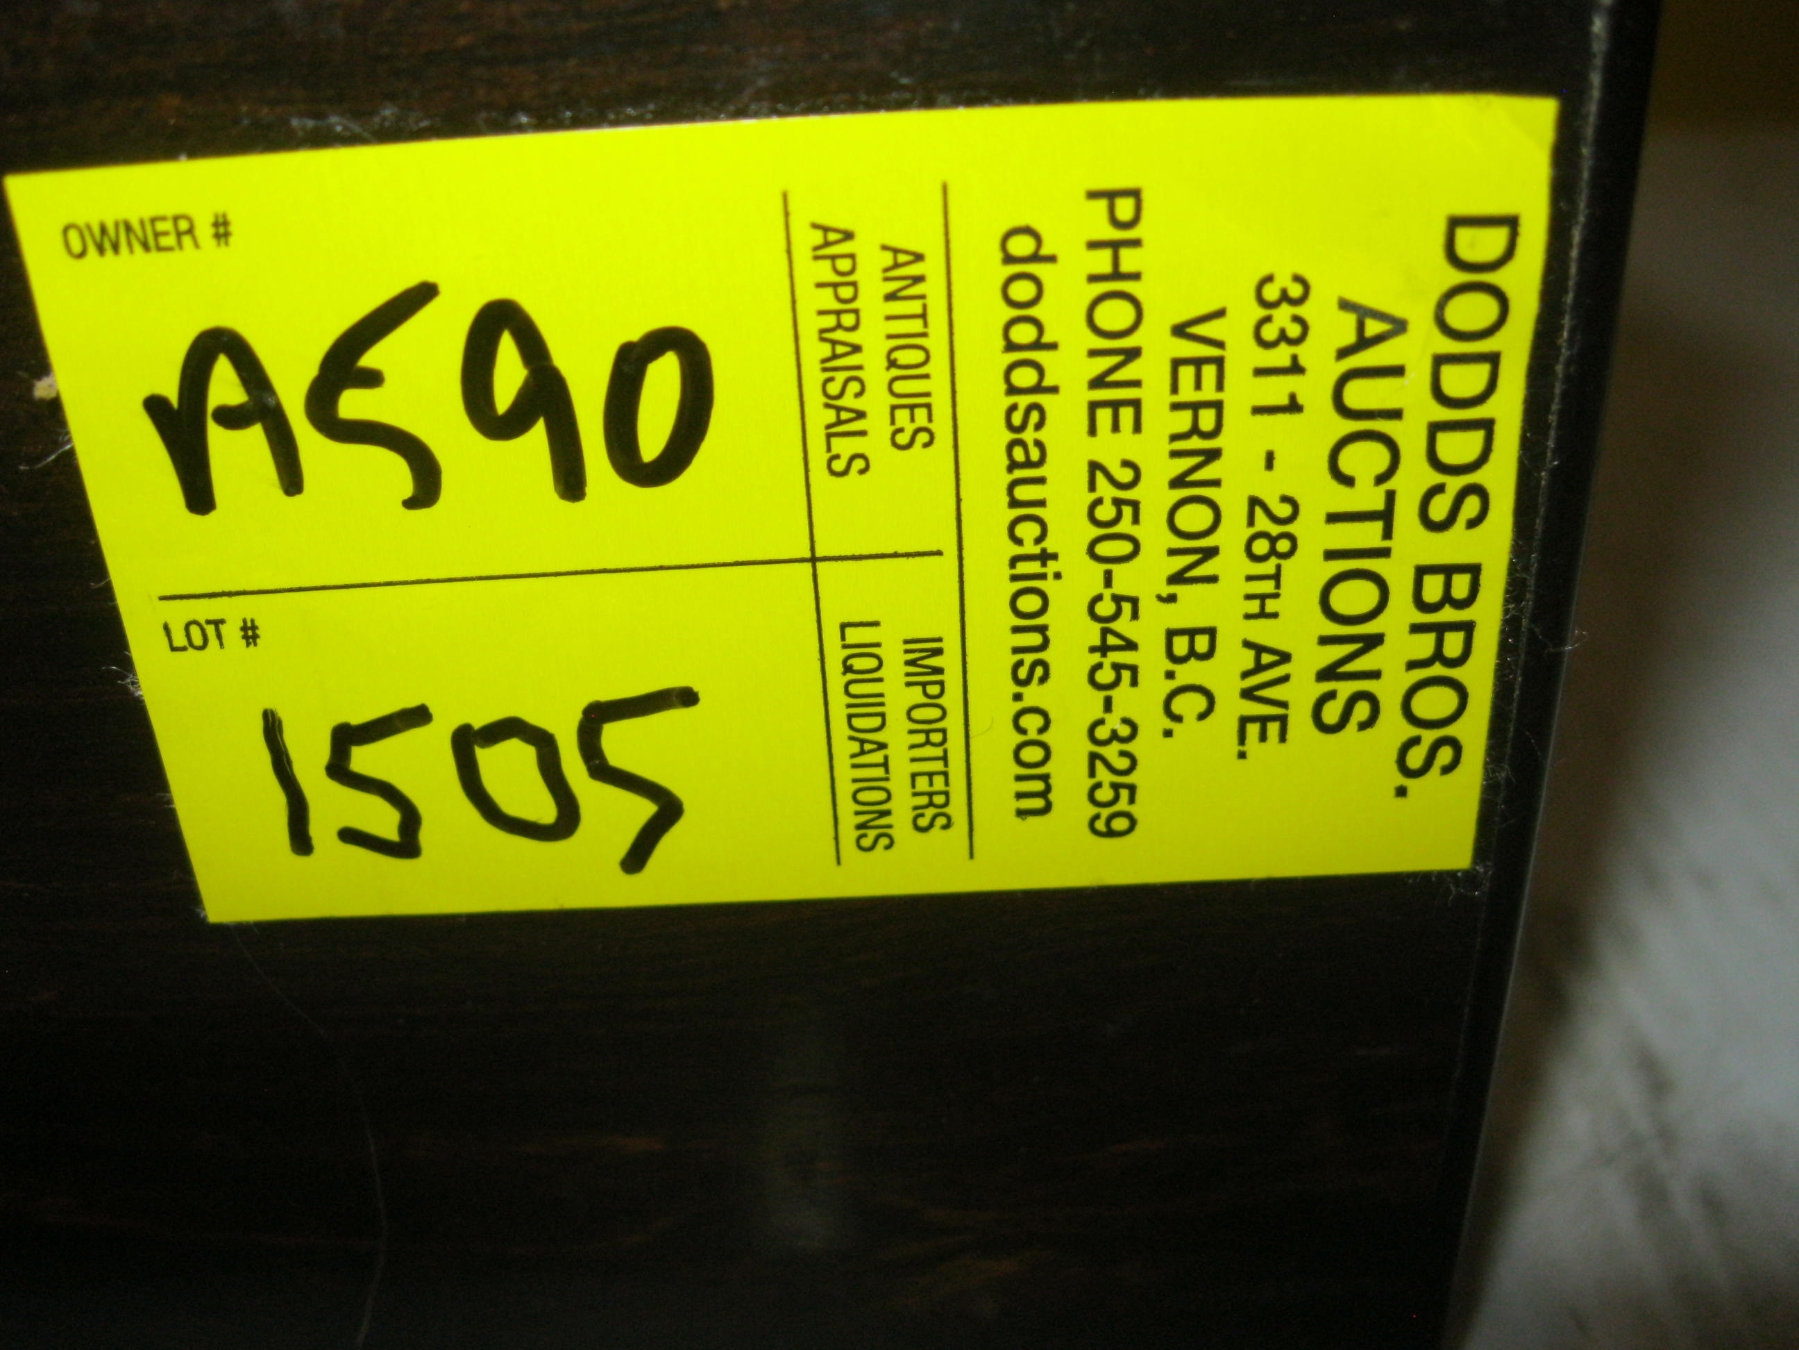 DODDS BROS.
AUCTIONS
3311 - 28TH AVE.
VERNON, B.C.
PHONE 250-545-3259
doddsauctions.com
ANTIQUES
APPRAISALS
IMPORTERS
LIQUIDATIONS
OWNER #
A590
LOT #
1505